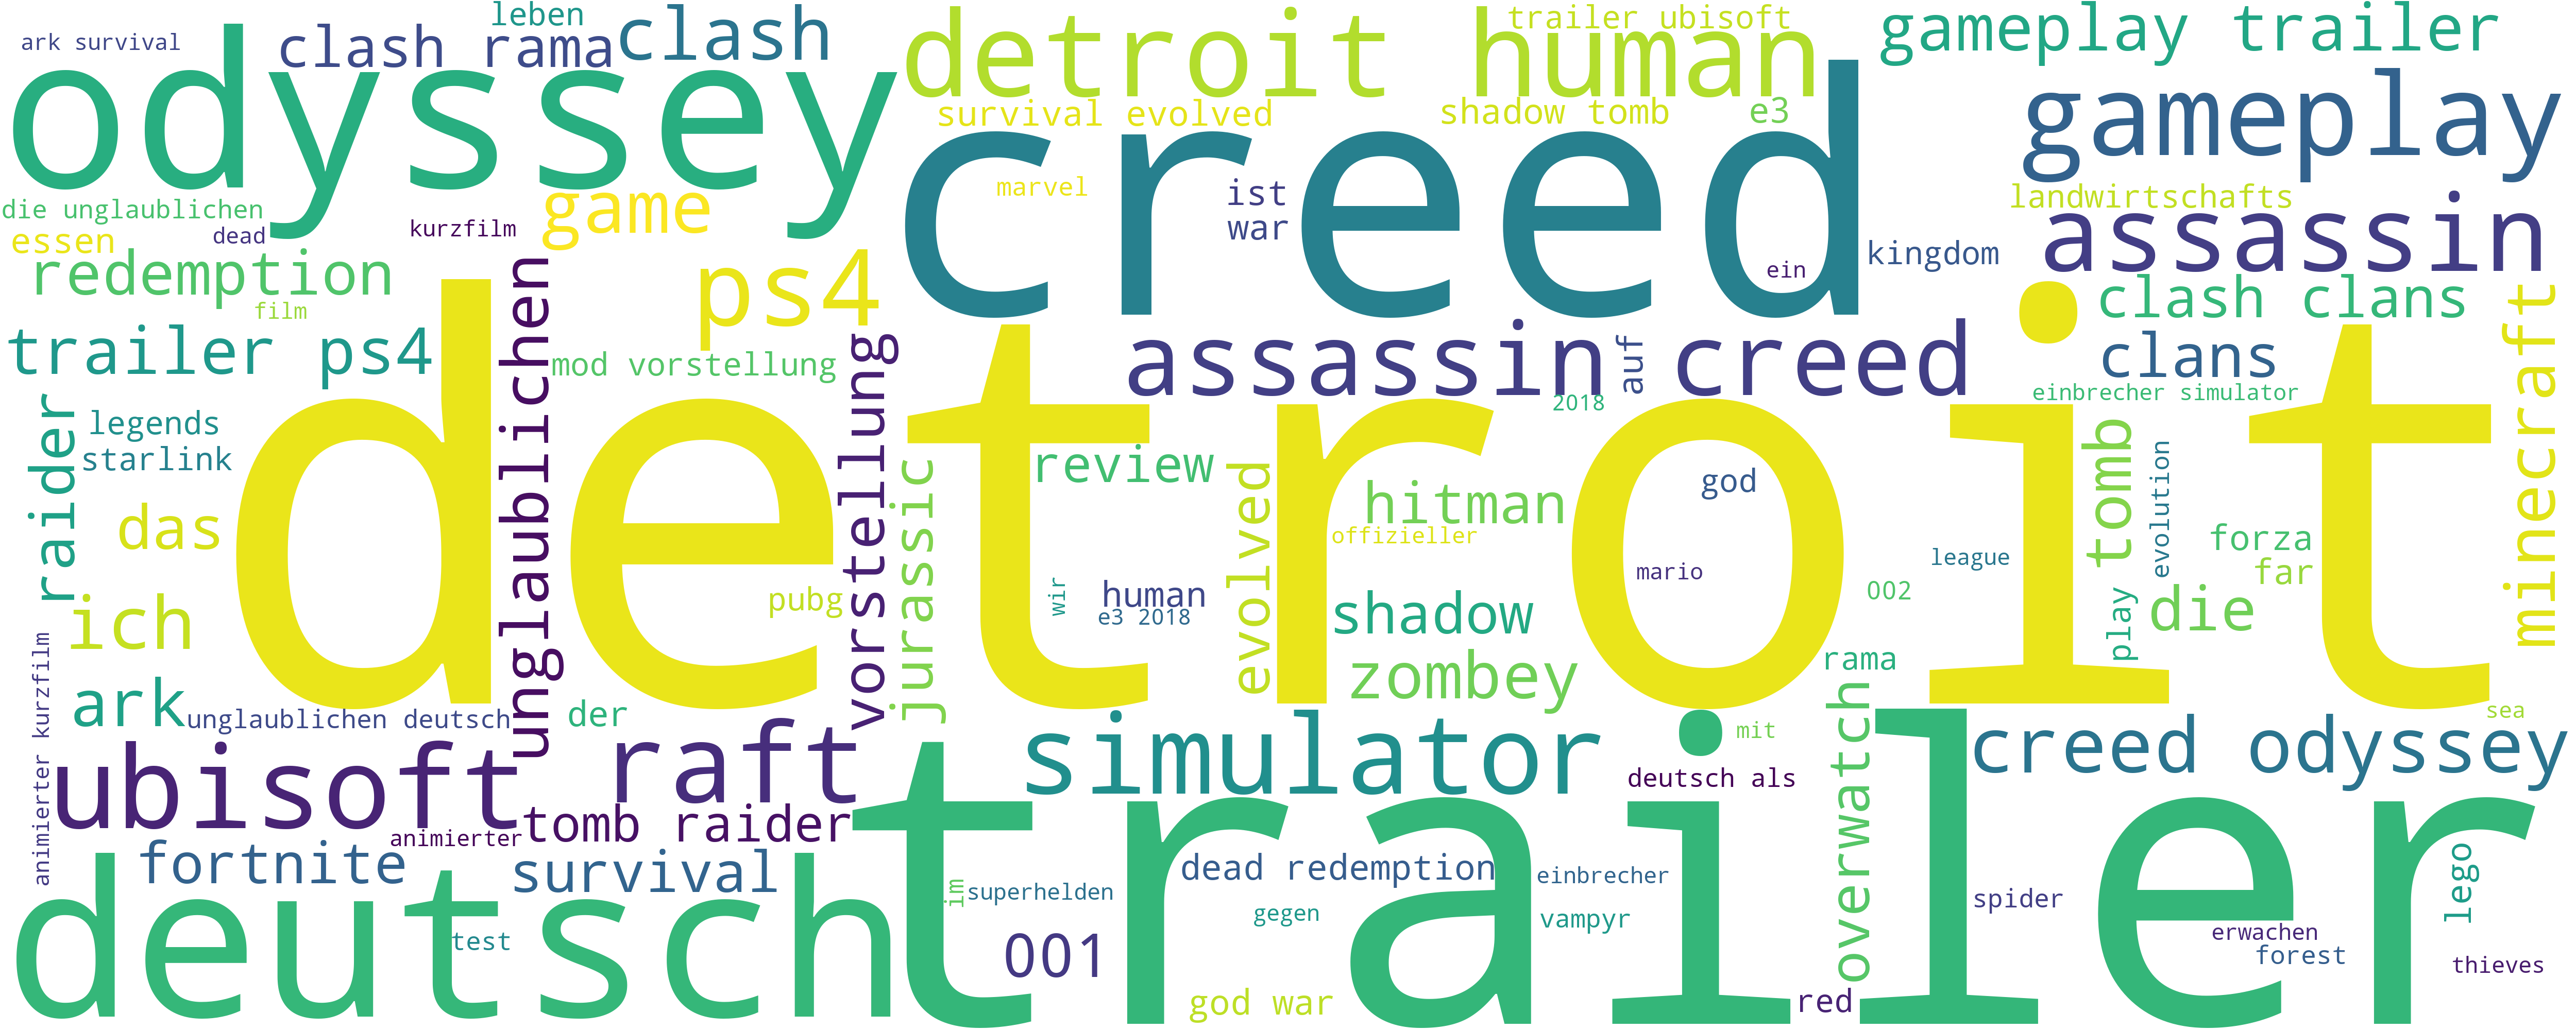 ark survival
leben
clash rama
clash
odyssey
detroit human
trailer ubisoft
gameplay trailer
survival evolved
shadow tomb
e3
gameplay
creed
marvel
ist
war
ein
kingdom
landwirtschafts
assassin
die unglaublichen
essen
dead
kurzfilm
game
redemption
film
ps4
trailer ps4
mod vorstellung
unglaublichen
vorstellung
assassin creed
auf
2018
clash clans
clans
einbrecher simulator
minecraft
detroit
raider
legends
starlink
das
ich
ark
pubg
jurassic
review
evolved
hitman
offizieller
god
mario
wir
human
e3 2018
shadow
zombey
002
league
rama
tomb
evolution
play
forza
far
die
animierter kurzfilm
unglaublichen deutsch
der
ubisoft
raft
simulator
mit
deutsch als
overwatch
creed odyssey
sea
animierter
tomb raider
trailer
fortnite
survival
deutsch
test
im
superhelden
dead redemption
gegen
einbrecher
vampyr
001
god war
red
spider
lego
erwachen
forest
thieves